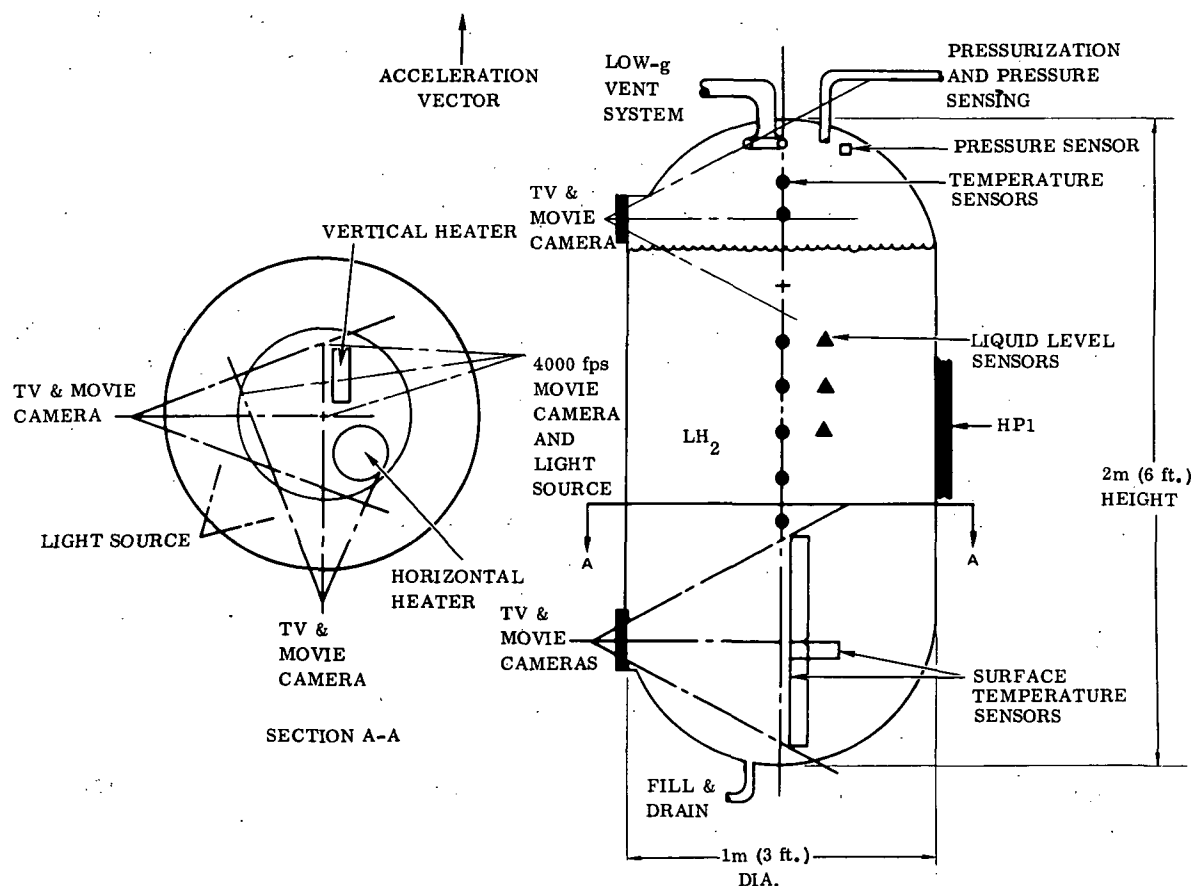 ACCELERATION
VECTOR
LOW-g
VENT
SYSTEM
PRESSURIZATION
AND PRESSURE
SENSING
PRESSURE SENSOR
TEMPERATURE
SENSORS
TV &
MOVIE
CAMERA
VERTICAL HEATER
LIQUID LEVEL
SENSORS
4000 fps
MOVIE
CAMERA
AND
LIGHT
SOURCE
TV & MOVIE
CAMERA
HP1
LH2
2m (6 ft.)
HEIGHT
LIGHT SOURCE
A
A
HORIZONTAL
HEATER
TV &
MOVIE
CAMERAS
TV &
MOVIE
CAMERA
SURFACE
TEMPERATURE
SENSORS
SECTION A-A
FILL &
DRAIN
1m (3 ft.)
DIA.